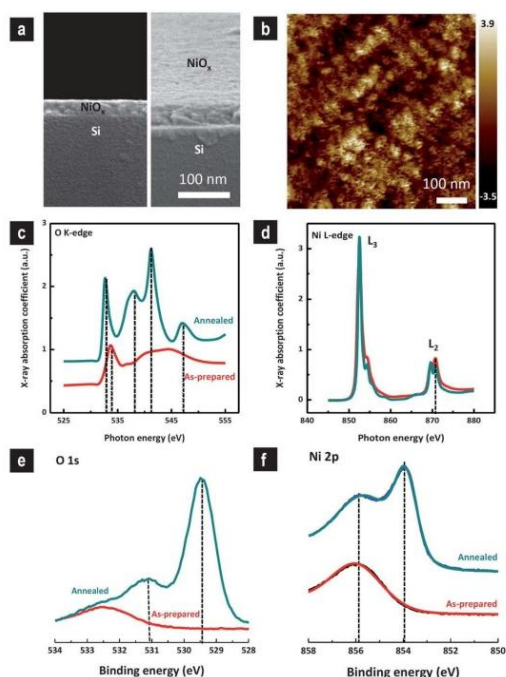 a
NiOₓ
NiOₓ
Si
Si
100 nm
b
3.9
100 nm
-3.5
c
O K-edge
X-ray absorption coefficient (a.u.)
3
2
1
0
Annealed
As-prepared
525 535 545 555
Photon energy (eV)
d
Ni L-edge
X-ray absorption coefficient (a.u.)
3
2
1
0
L₃
L₂
840 850 860 870 880
Photon energy (eV)
e
O 1s
Annealed
As-prepared
534 533 532 531 530 529 528
Binding energy (eV)
f
Ni 2p
Annealed
As-prepared
858 856 854 852 850
Binding energy (eV)